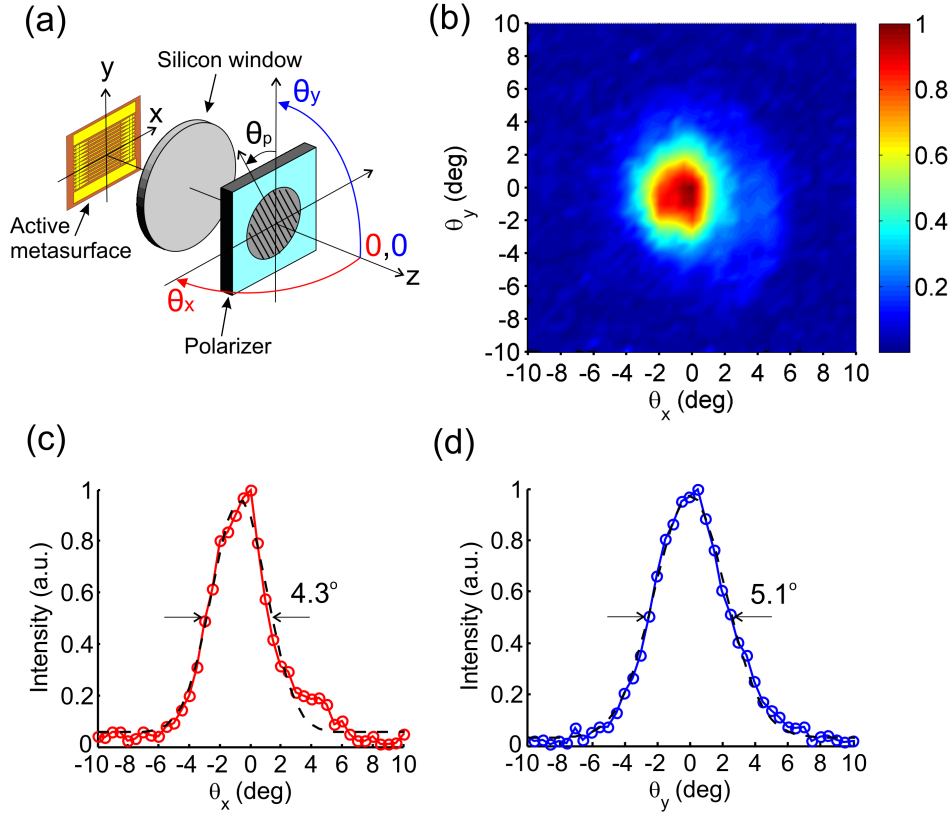 (a)
Silicon window
y
x
θy
θp
Active
metasurface
0,0
z
θx
Polarizer
(b)
10
8
6
4
2
0
-2
-4
-6
-8
-10
θy (deg)
-10 -8 -6 -4 -2 0 2 4 6 8 10
θx (deg)
1
0.8
0.6
0.4
0.2
(c)
1
0.8
0.6
0.4
0.2
0
Intensity (a.u.)
4.3°
-10 -8 -6 -4 -2 0 2 4 6 8 10
θx (deg)
(d)
1
0.8
0.6
0.4
0.2
0
Intensity (a.u.)
5.1°
-10 -8 -6 -4 -2 0 2 4 6 8 10
θy (deg)